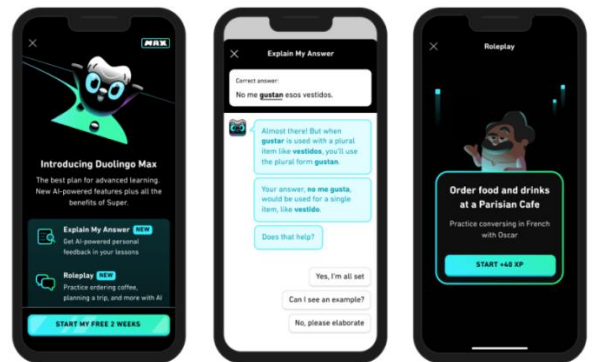 MAX
Introducing Duolingo Max
The best plan for advanced learning.
New AI-powered features plus all the
benefits of Super.
Explain My Answer NEW
Get AI-powered personal
feedback in your lessons
Roleplay NEW
Practice ordering coffee,
planning a trip, and more with AI
START MY FREE 2 WEEKS
Explain My Answer
Correct answer:
No me gustan esos vestidos.
Almost there! But when
gustar is used with a plural
item like vestidos, you'll use
the plural form gustan.
Your answer, no me gusta,
would be used for a single
item, like vestido.
Does that help?
Yes, I'm all set
Can I see an example?
No, please elaborate
Roleplay
Order food and drinks
at a Parisian Cafe
Practice conversing in French
with Oscar
START +40 XP